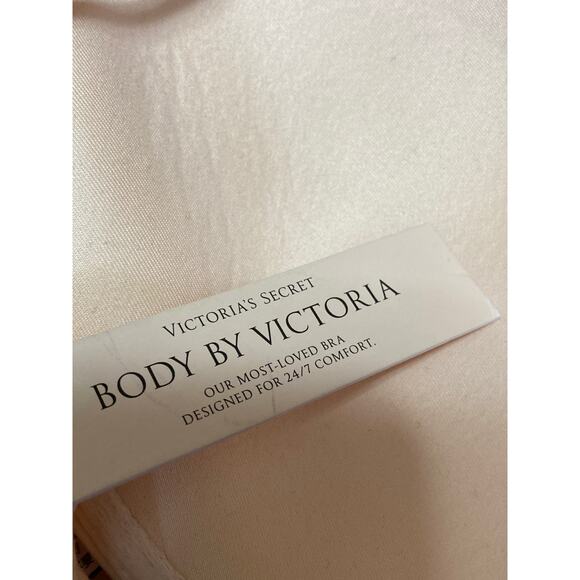 VICTORIA'S SECRET
BODY BY VICTORIA
OUR MOST-LOVED BRA
DESIGNED FOR 24/7 COMFORT.